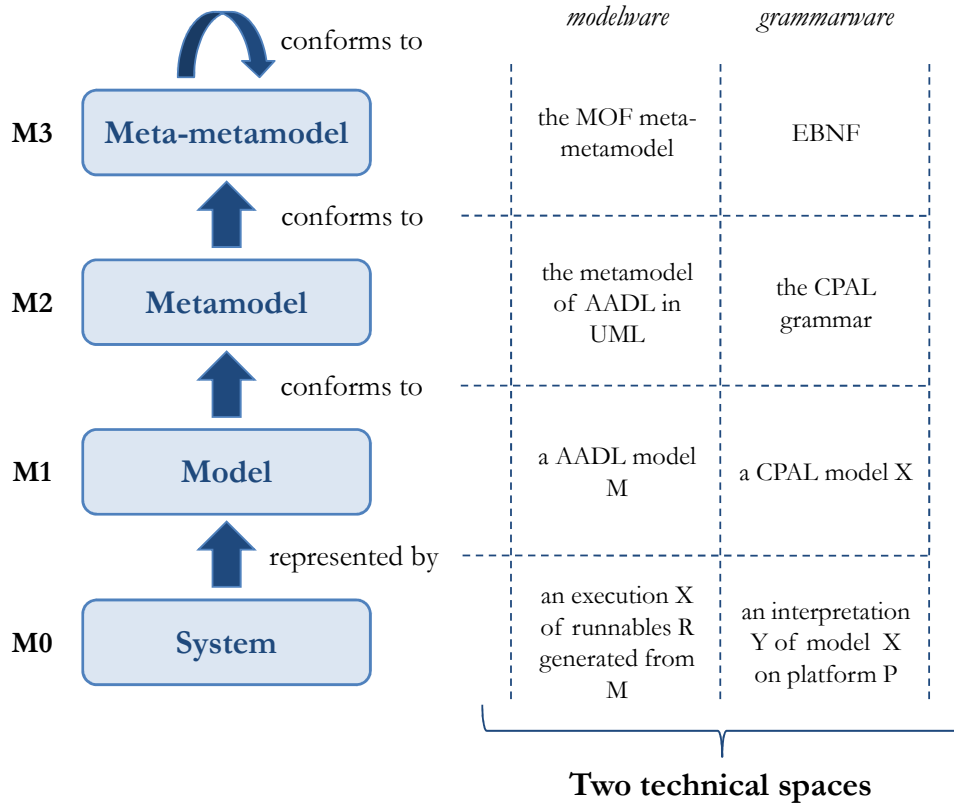 modelware grammarware
conforms to
M3
Meta-metamodel
the MOF meta-
metamodel
EBNF
conforms to
M2
Metamodel
the metamodel
of AADL in
UML
the CPAL
grammar
conforms to
M1
Model
a AADL model
M
a CPAL model X
represented by
M0
System
an execution X
of runnables R
generated from
M
an interpretation
Y of model X
on platform P
Two technical spaces